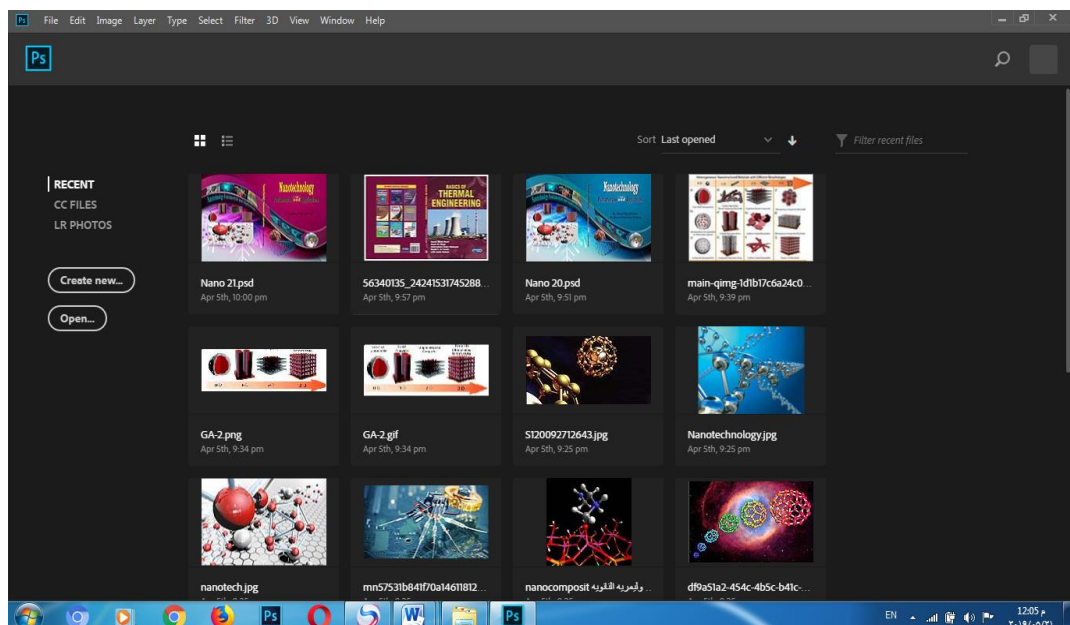 Ps File Edit Image Layer Type Select Filter 3D View Window Help
Ps
Sort Last opened Filter recent files
RECENT
CC FILES
LR PHOTOS
Create new...
Open...
Nanotechnology
BASICS OF
THERMAL
ENGINEERING
Nanotechnology
Nano 21.psd
Apr 5th, 10:00 pm
56340135_24241531745288...
Apr 5th, 9:57 pm
Nano 20.psd
Apr 5th, 9:51 pm
main-qimg-1d1b17c6a24c0...
Apr 5th, 9:39 pm
GA-2.png
Apr 5th, 9:34 pm
GA-2.gif
Apr 5th, 9:34 pm
S120092712643.jpg
Apr 5th, 9:25 pm
Nanotechnology.jpg
Apr 5th, 9:25 pm
nanotech.jpg
mn57531b841f70a14611812...
nanocomposit
df9a51a2-454c-4b5c-b41c-...
Ps
W
Ps
EN
12:05 م